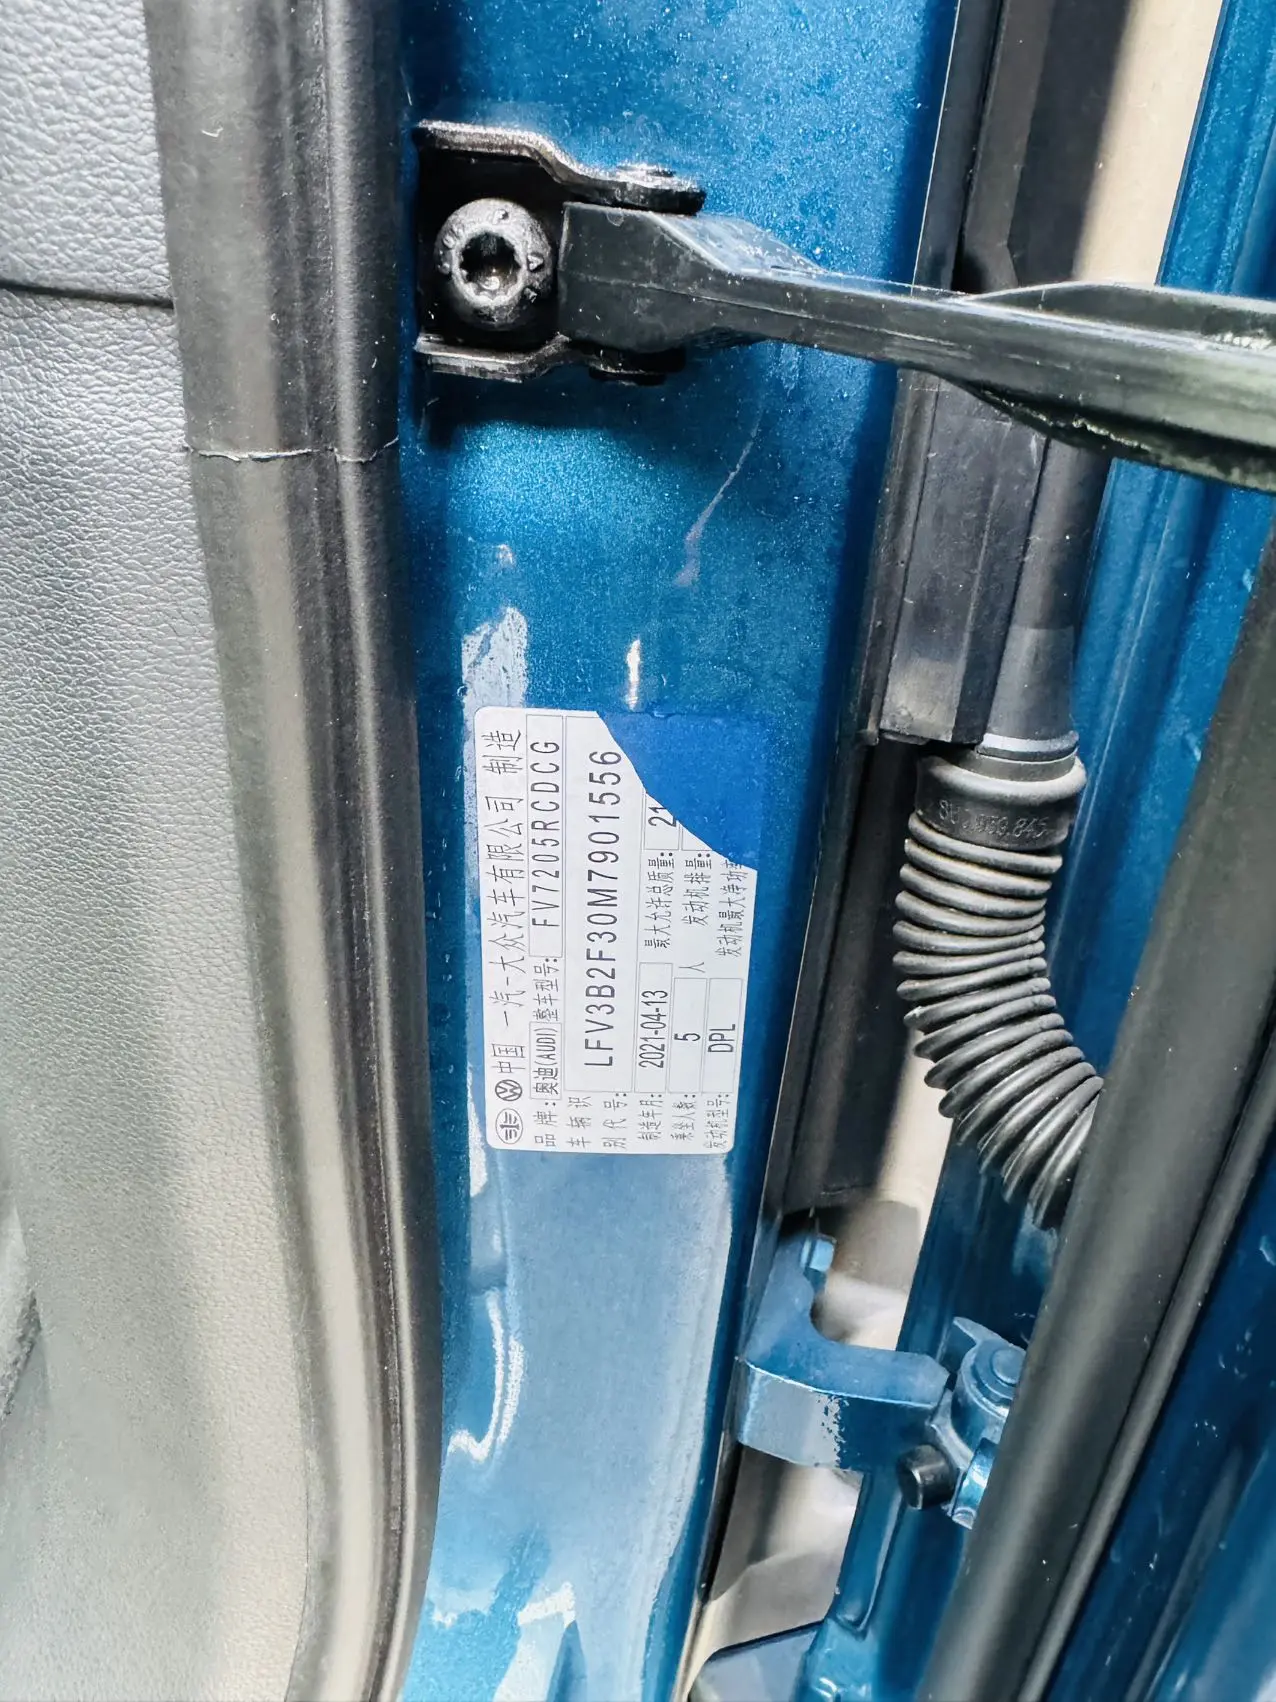 中国 一汽-大众汽车有限公司 制造
品牌: 奥迪(AUDI) 整车型号: FV7205RCDCG
车辆识别代号: LFV3B2F30M7901556
制造年月: 2021-04-13 最大允许总质量: 21
乘坐人数: 5 人 发动机排量:
发动机型号: DPL 发动机最大净功率